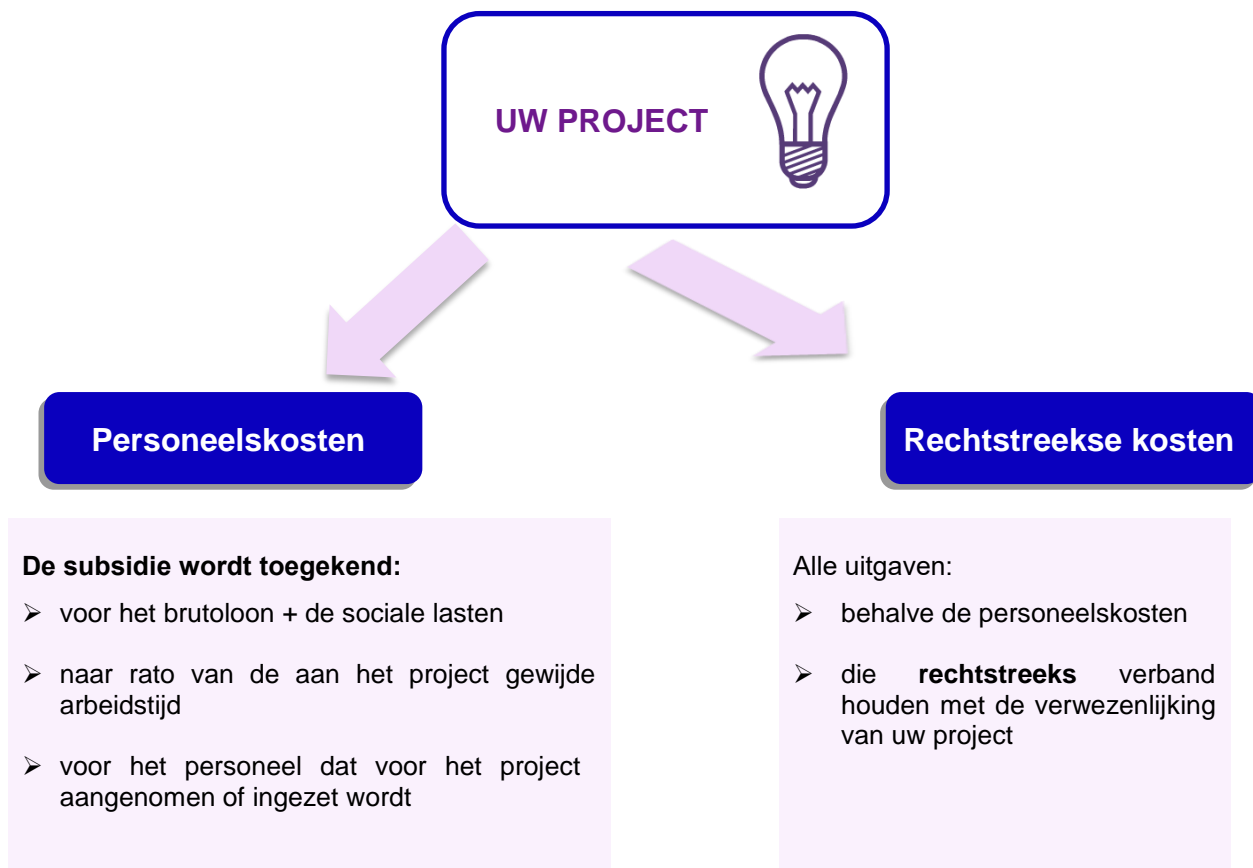 UW PROJECT
Personeelskosten
Rechtstreekse kosten
De subsidie wordt toegekend:
➢ voor het brutoloon + de sociale lasten
➢ naar rato van de aan het project gewijde
arbeidstijd
➢ voor het personeel dat voor het project
aangenomen of ingezet wordt
Alle uitgaven:
➢ behalve de personeelskosten
➢ die rechtstreeks verband
houden met de verwezenlijking
van uw project